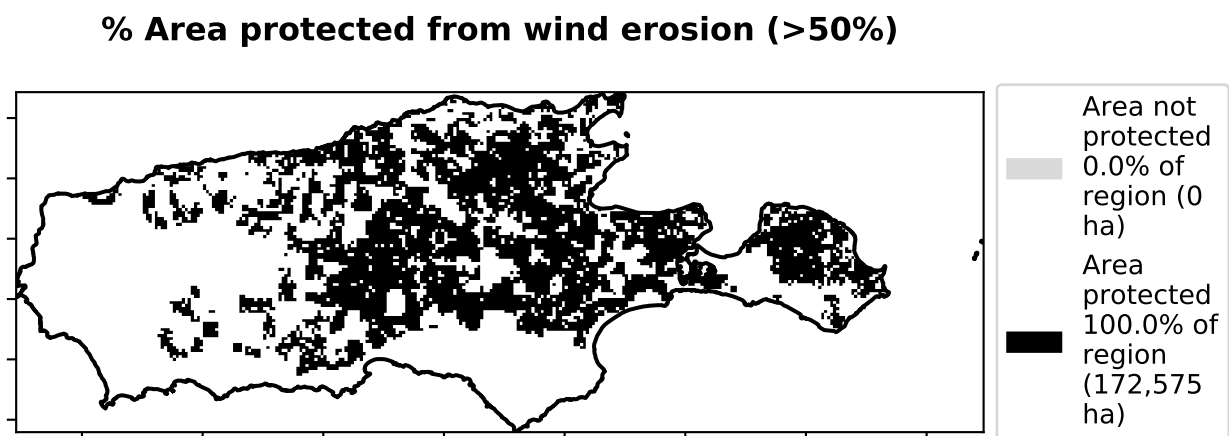 % Area protected from wind erosion (>50%)
Area not
protected
0.0% of
region (0
ha)
Area
protected
100.0% of
region
(172,575
ha)